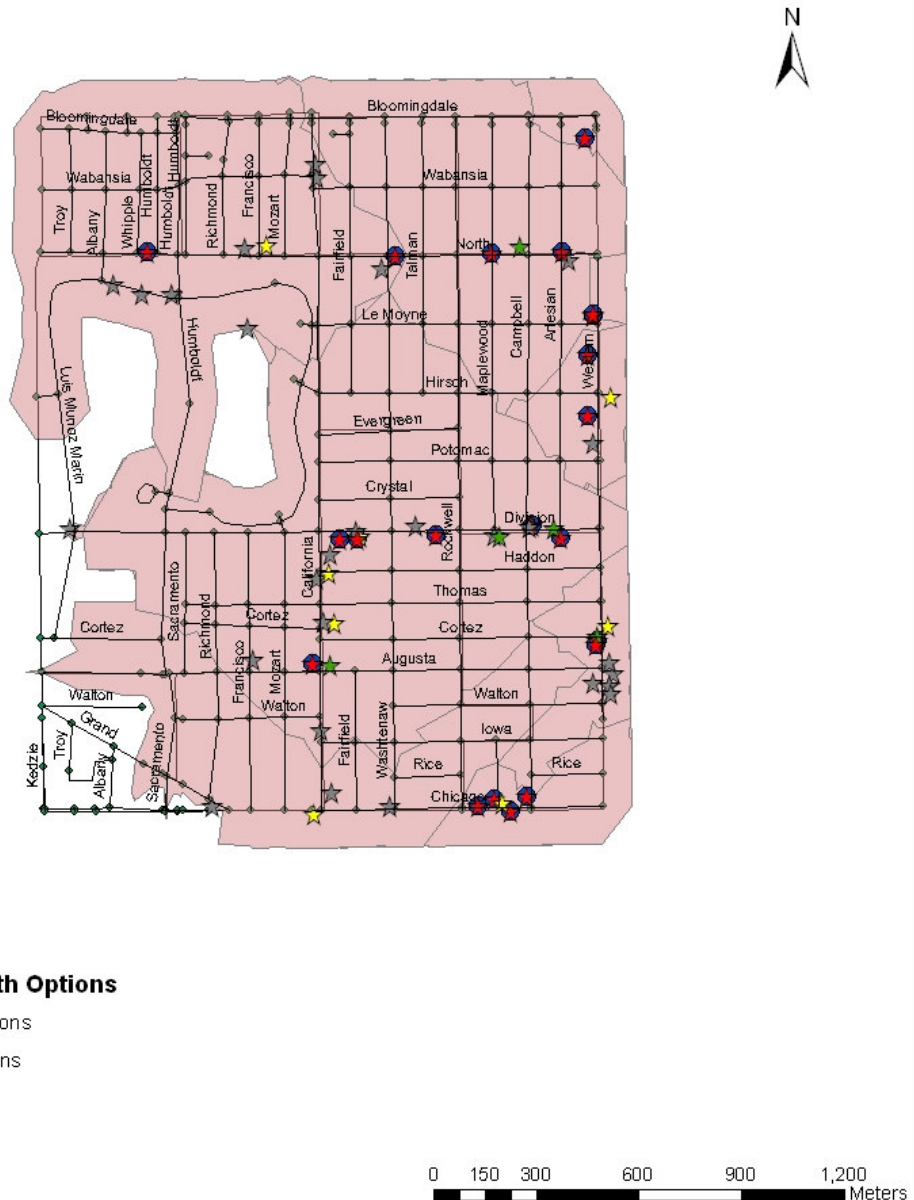 N
Bloomingdale
Bloomingdale
Humboldt
Wabansia
Humboldt
Francisco
Wabansia
Troy
Albany
Whipple
Humboldt
Richmond
Mozart
Fairfield
Talman
North
Le Moyne
Maplewood
Campbell
Artesian
Western
Humboldt
Luis Munoz Marin
Hirsch
Evergreen
Potomac
Crystal
Division
Rockwell
Haddon
California
Sacramento
Richmond
Thomas
Cortez
Cortez
Cortez
Francisco
Mozart
Augusta
Walton
Walton
Walton
Grand
Fairfield
Washtenaw
Iowa
Kedzie
Troy
Albany
Sacramento
Rice
Rice
Chicago
th Options
ons
ns
0 150 300 600 900 1,200
Meters